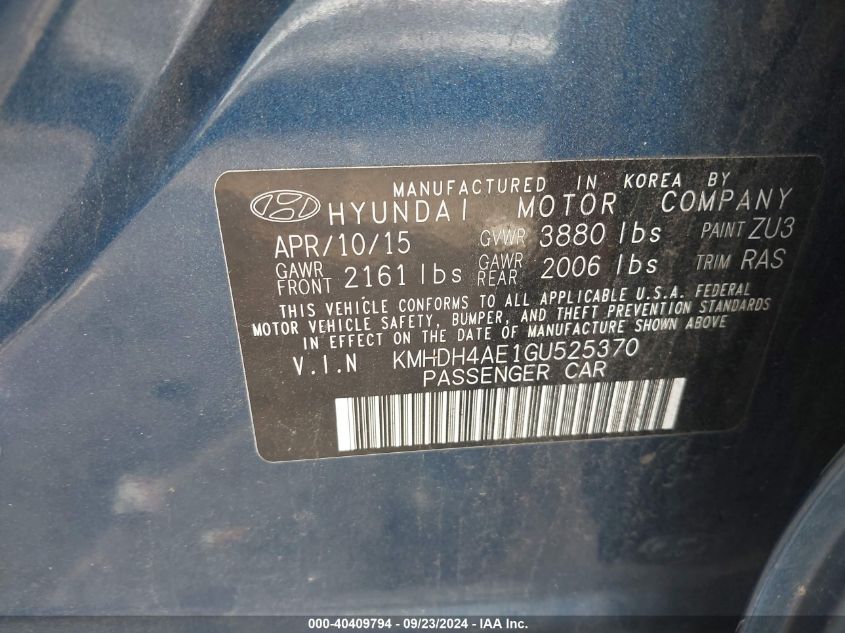 MANUFACTURED IN KOREA BY
HYUNDAI MOTOR COMPANY
APR/10/15 GVWR 3880 lbs PAINT ZU3
GAWR FRONT 2161 lbs GAWR REAR 2006 lbs TRIM RAS
THIS VEHICLE CONFORMS TO ALL APPLICABLE U.S.A. FEDERAL
MOTOR VEHICLE SAFETY, BUMPER, AND THEFT PREVENTION STANDARDS
IN EFFECT ON THE DATE OF MANUFACTURE SHOWN ABOVE
V.I.N KMHDH4AE1GU525370
PASSENGER CAR
000-40409794 - 09/23/2024 - IAA Inc.